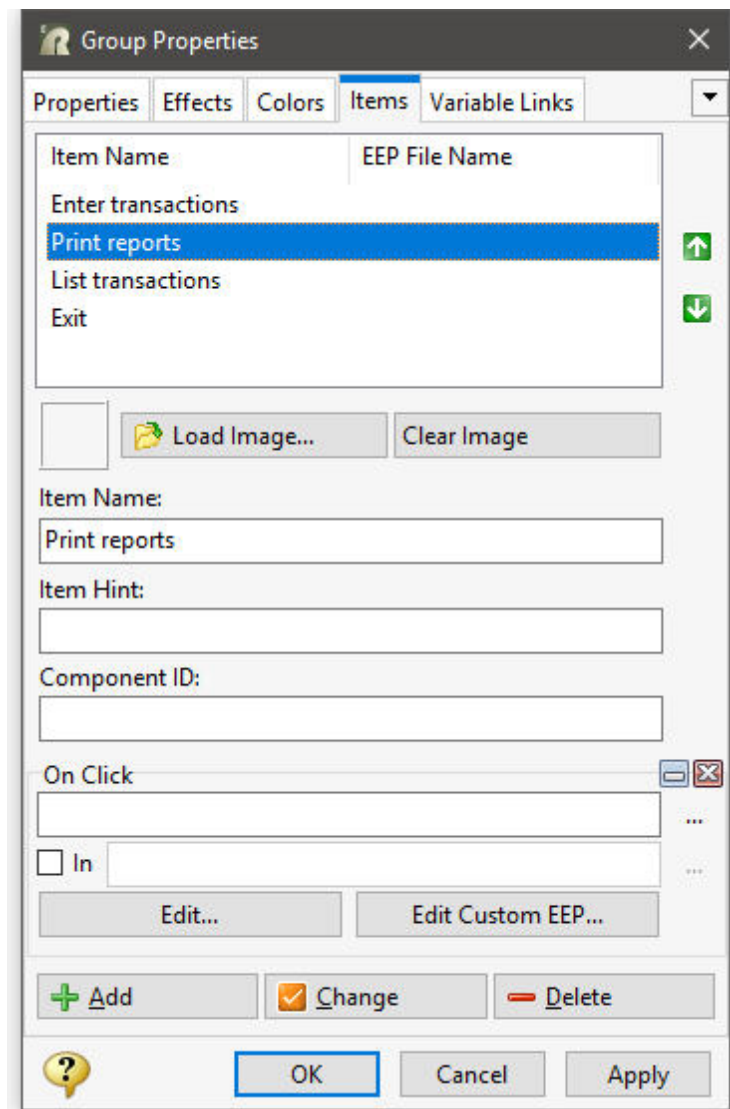 Group Properties
Properties Effects Colors Items Variable Links
Item Name EEP File Name
Enter transactions
Print reports
List transactions
Exit
Load Image... Clear Image
Item Name:
Print reports
Item Hint:
Component ID:
On Click
...
In ...
Edit... Edit Custom EEP...
Add Change Delete
? OK Cancel Apply